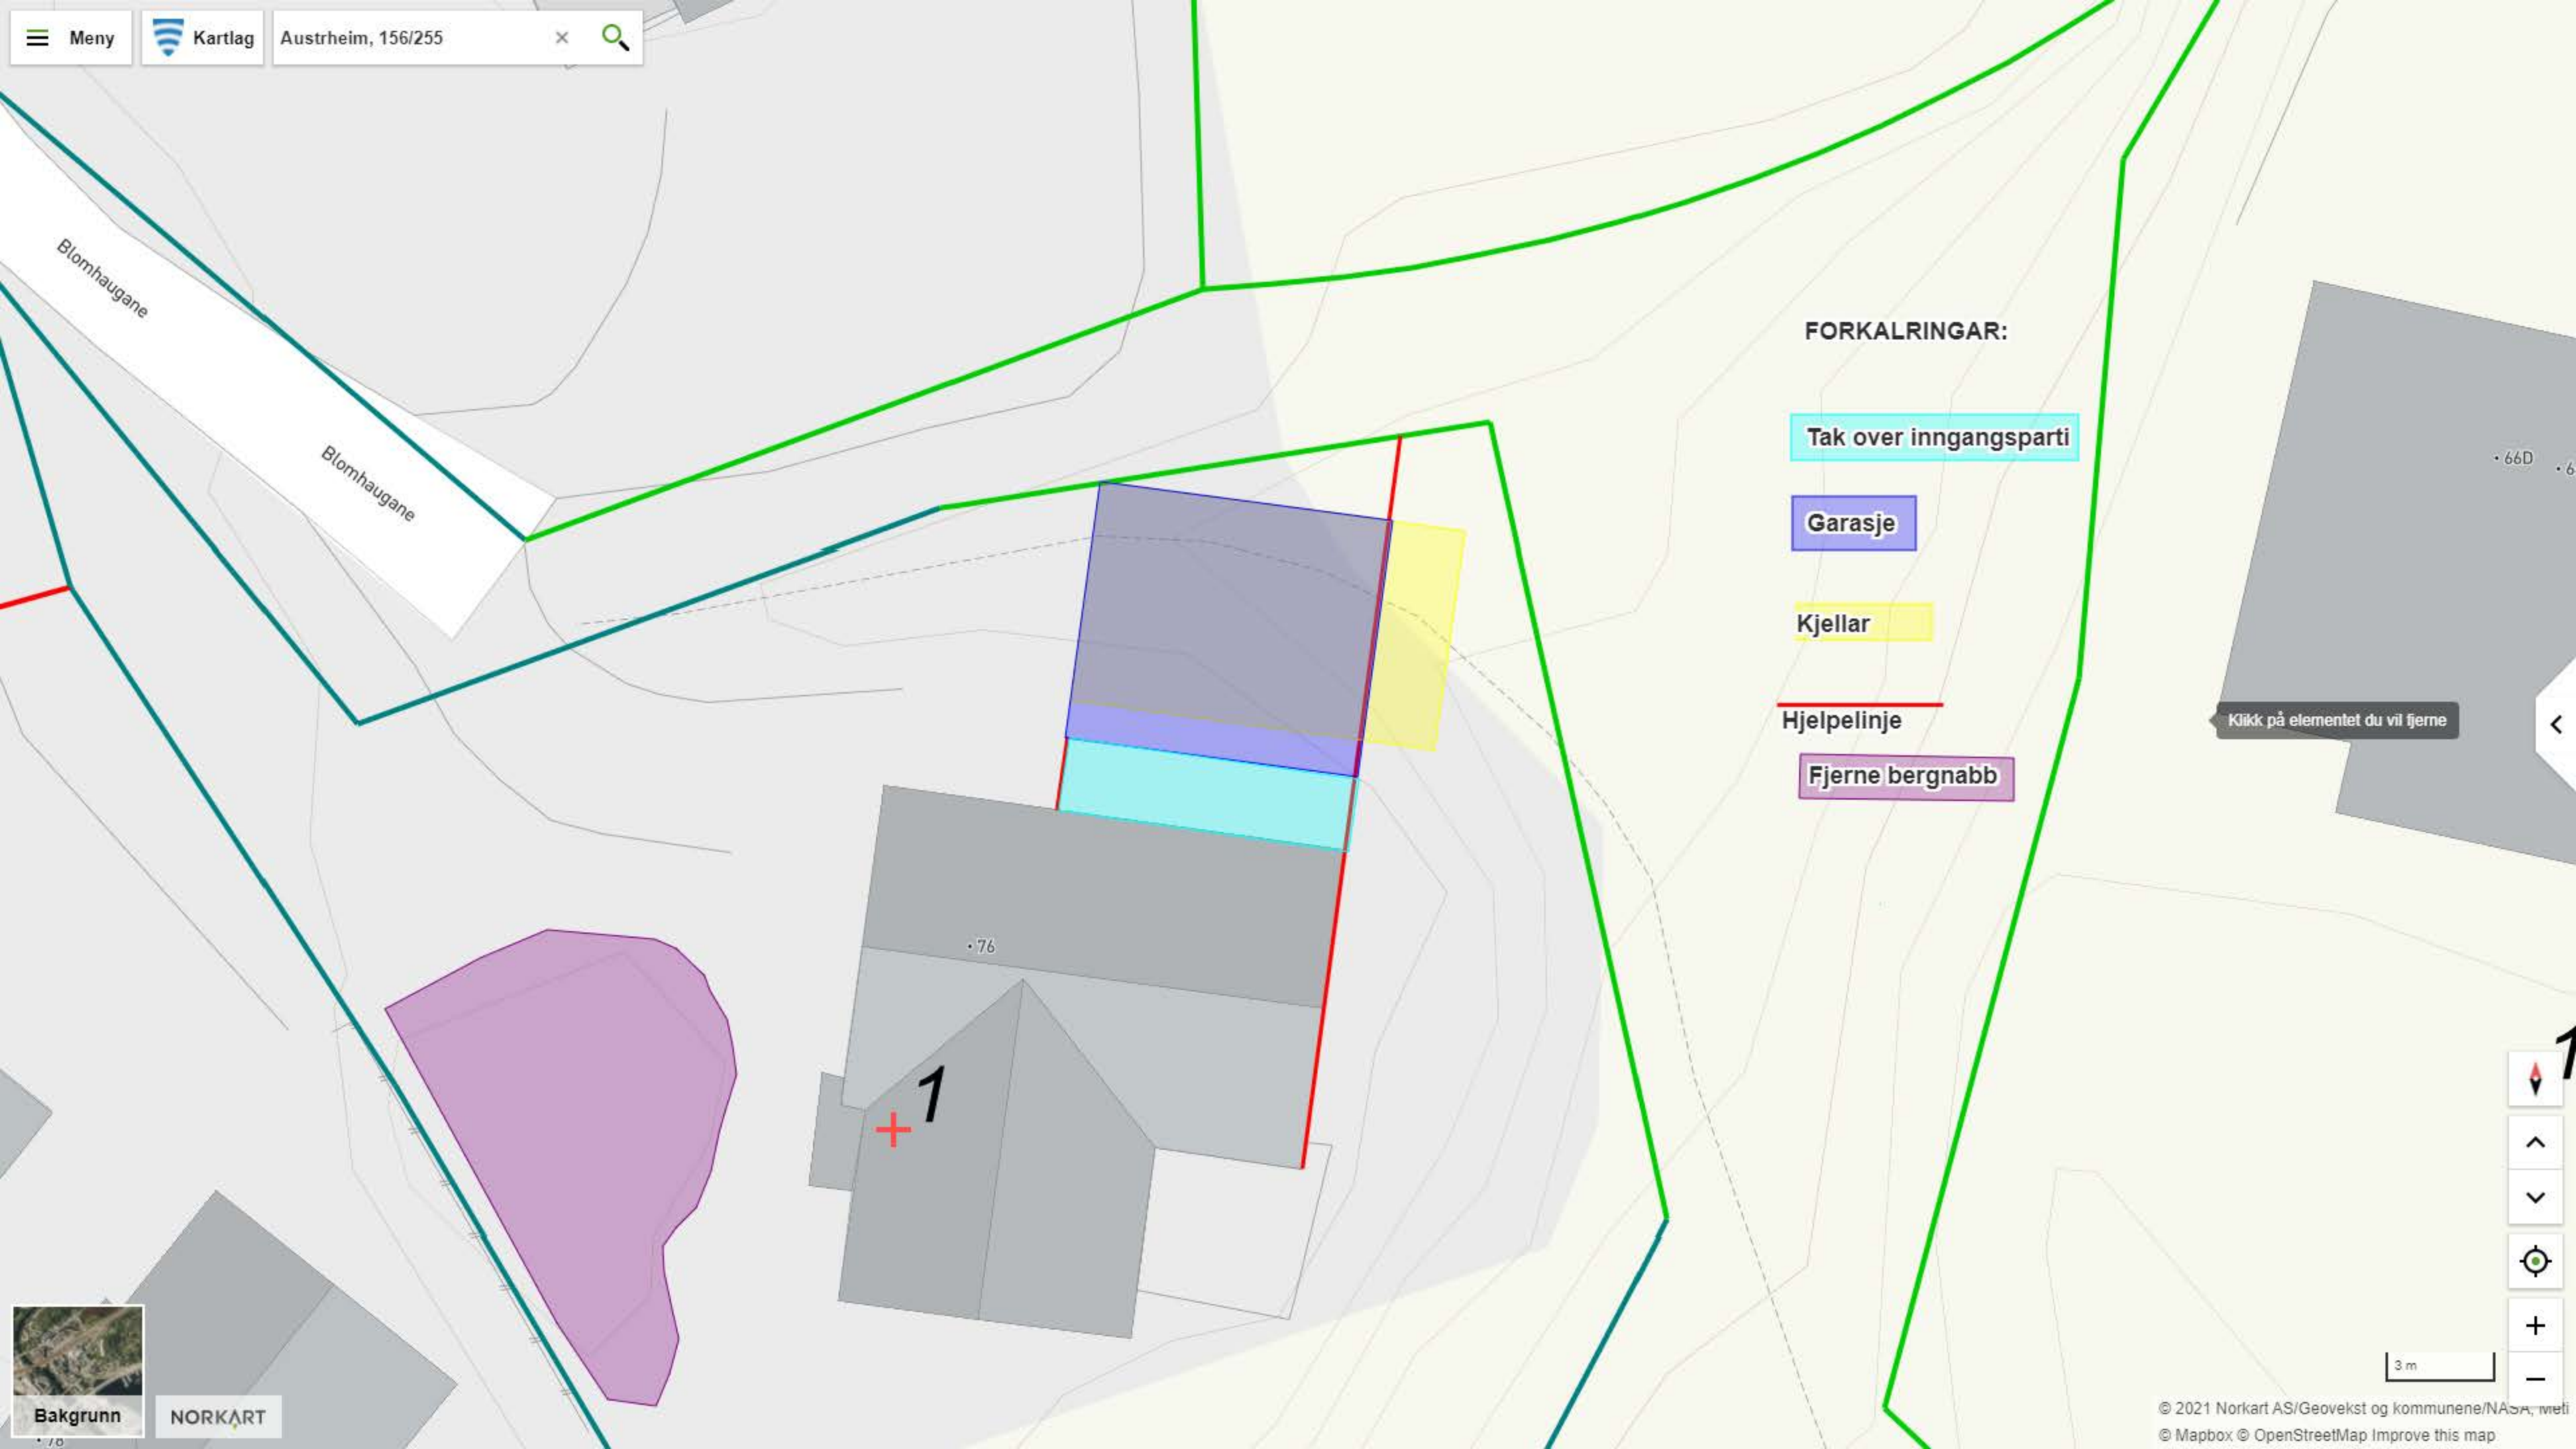 Meny
Kartlag
Austrheim, 156/255
Blomhaugane
Blomhaugane
FORKALRINGAR:
Tak over inngangsparti
66D
Garasje
Kjellar
Hjelpelinje
Klikk på elementet du vil fjerne
Fjerne bergnabb
76
1
1
3 m
Bakgrunn
NORKART
78
© 2021 Norkart AS/Geovekst og kommunene/NASA, Meti
© Mapbox © OpenStreetMap Improve this map